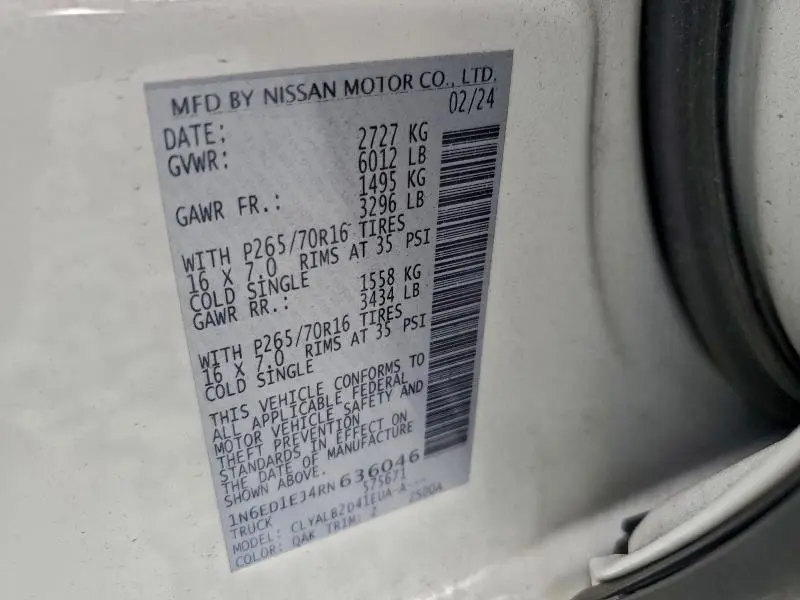 MFD BY NISSAN MOTOR CO., LTD.
DATE: 02/24
GVWR: 2727 KG
6012 LB
GAWR FR.: 1495 KG
3296 LB
WITH P265/70R16 TIRES
16 X 7.0 RIMS AT 35 PSI
COLD SINGLE
GAWR RR.: 1558 KG
3434 LB
WITH P265/70R16 TIRES
16 X 7.0 RIMS AT 35 PSI
COLD SINGLE
THIS VEHICLE CONFORMS TO
ALL APPLICABLE FEDERAL
MOTOR VEHICLE SAFETY AND
THEFT PREVENTION
STANDARDS IN EFFECT ON
THE DATE OF MANUFACTURE
SHOWN ABOVE.
1N6ED1EJ4RN636046
TRUCK 575671
MODEL: CLYALB2D41EUA-A---
COLOR: QAK TRIM: Z 2500A